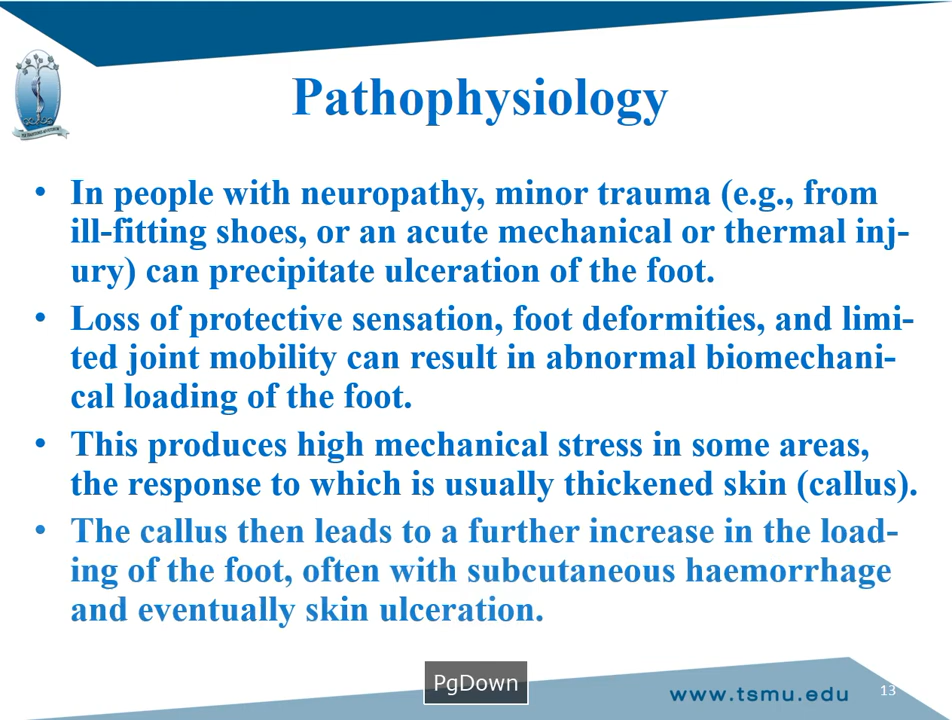 Pathophysiology
• In people with neuropathy, minor trauma (e.g., from
ill-fitting shoes, or an acute mechanical or thermal inj-
ury) can precipitate ulceration of the foot.
• Loss of protective sensation, foot deformities, and limi-
ted joint mobility can result in abnormal biomechani-
cal loading of the foot.
• This produces high mechanical stress in some areas,
the response to which is usually thickened skin (callus).
• The callus then leads to a further increase in the load-
ing of the foot, often with subcutaneous haemorrhage
and eventually skin ulceration.
PgDown
www.tsmu.edu
13